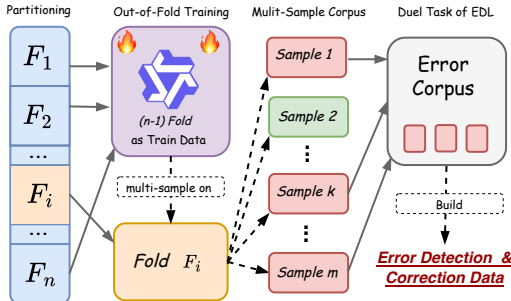 Partitioning
Out-of-Fold Training
Mulit-Sample Corpus
Duel Task of EDL
F1
F2
...
Fi
...
Fn
(n-1) Fold
as Train Data
multi-sample on
Fold Fi
Sample 1
Sample 2
Sample k
Sample m
Error
Corpus
Build
Error Detection &
Correction Data